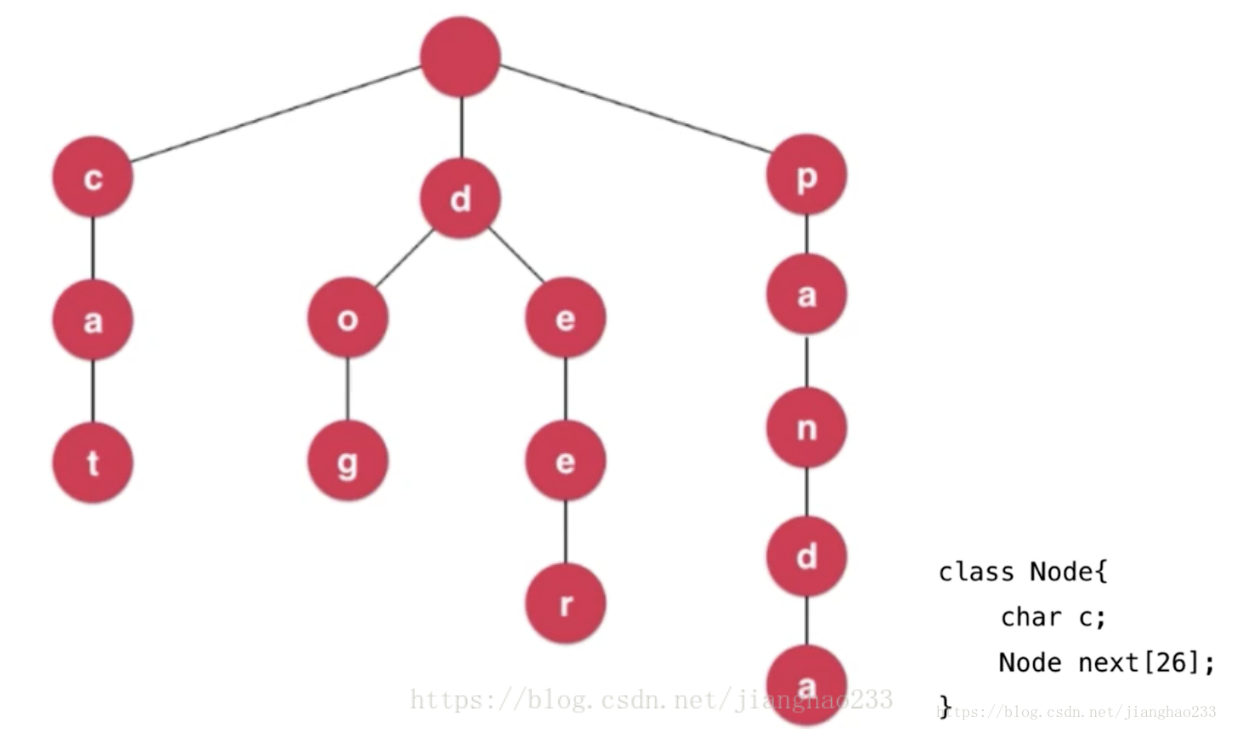 c
d
p
a
o
e
a
a
n
t
g
e
d
r
a
class Node{
char c;
Node next[26];
}
https://blog.csdn.net/jianghao233
https://blog.csdn.net/jianghao233